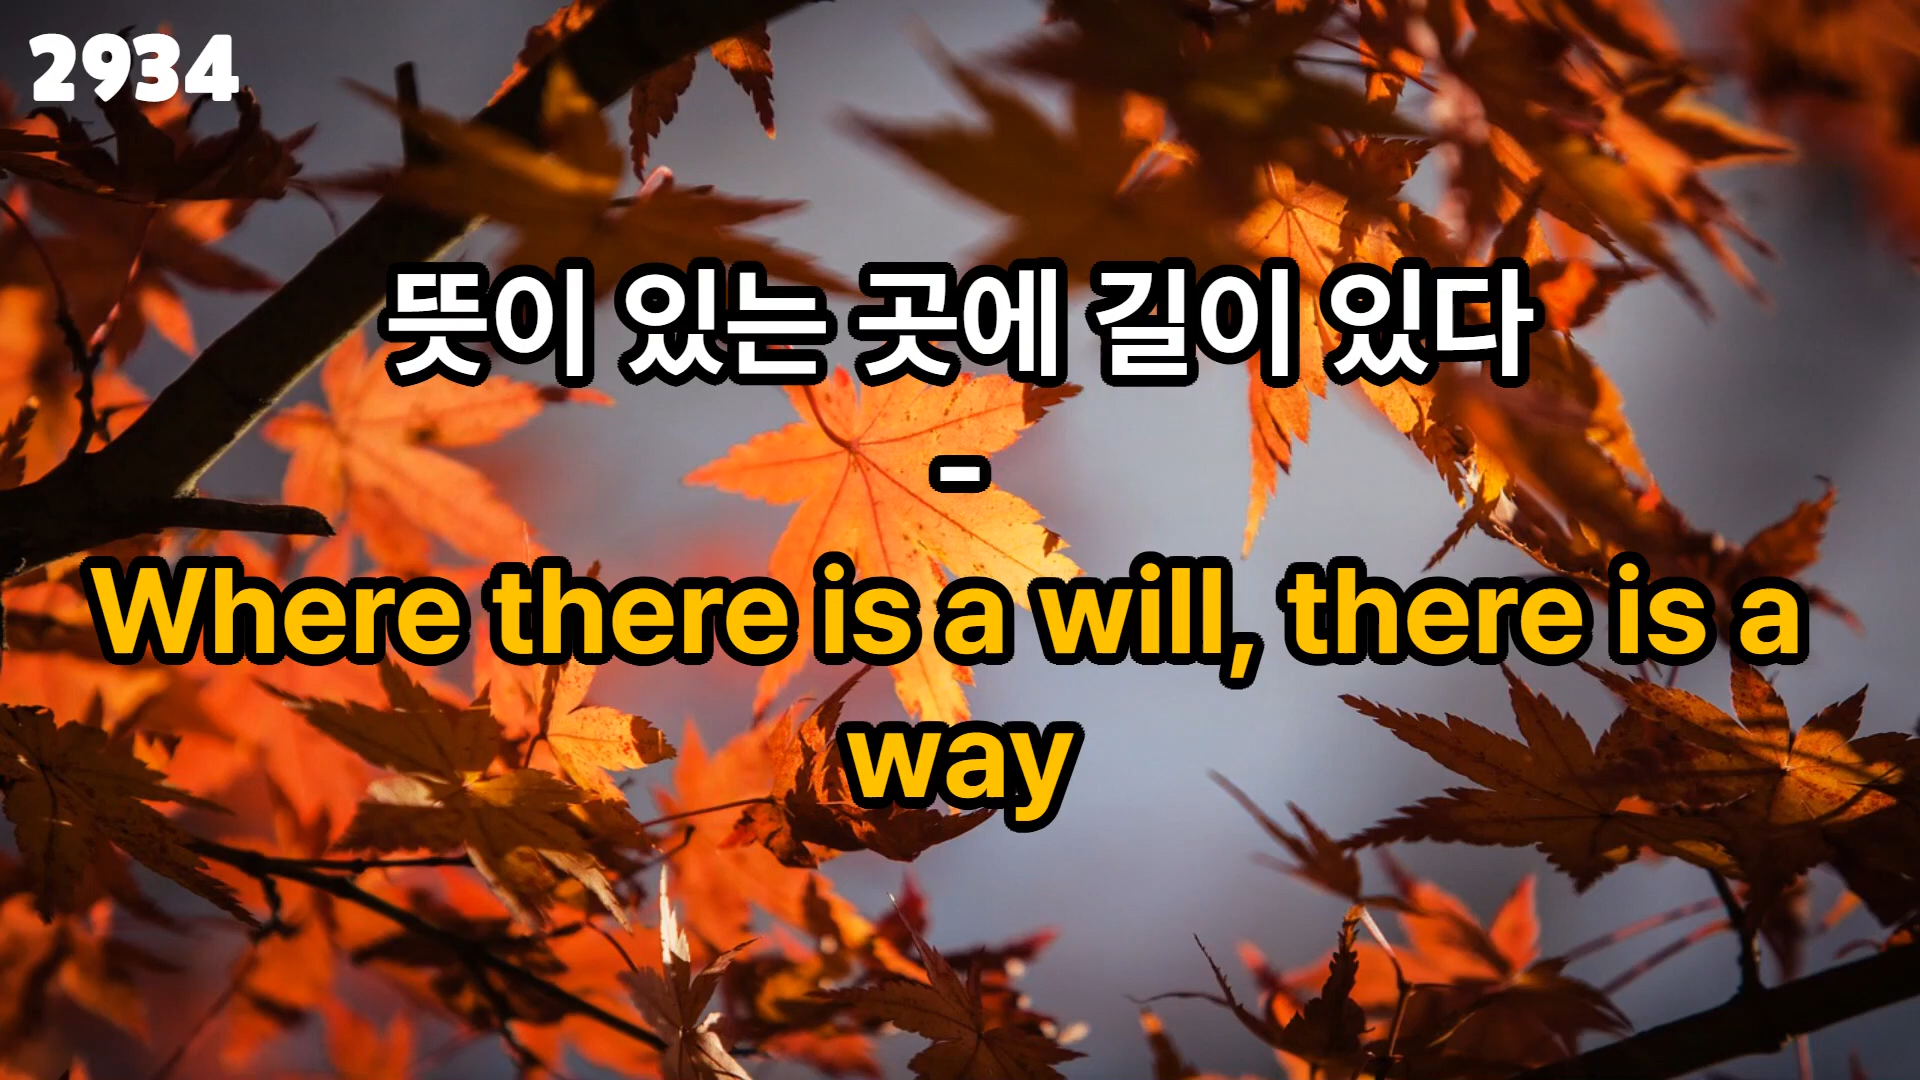 2934
뜻이 있는 곳에 길이 있다
-
Where there is a will, there is a
way